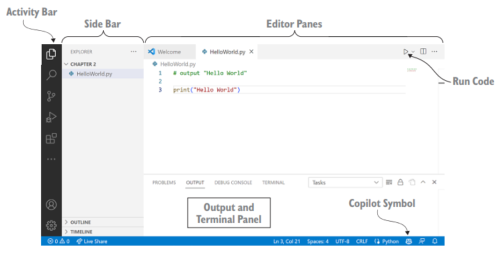 Activity Bar
Side Bar
Editor Panes
EXPLORER
CHAPTER 2
HelloWorld.py
Welcome
HelloWorld.py
HelloWorld.py
1 # output "Hello World"
2
3 print("Hello World")
Run Code
PROBLEMS OUTPUT DEBUG CONSOLE TERMINAL
Tasks
Output and
Terminal Panel
Copilot Symbol
OUTLINE
TIMELINE
0 0 Live Share
Ln 3, Col 21 Spaces: 4 UTF-8 CRLF Python